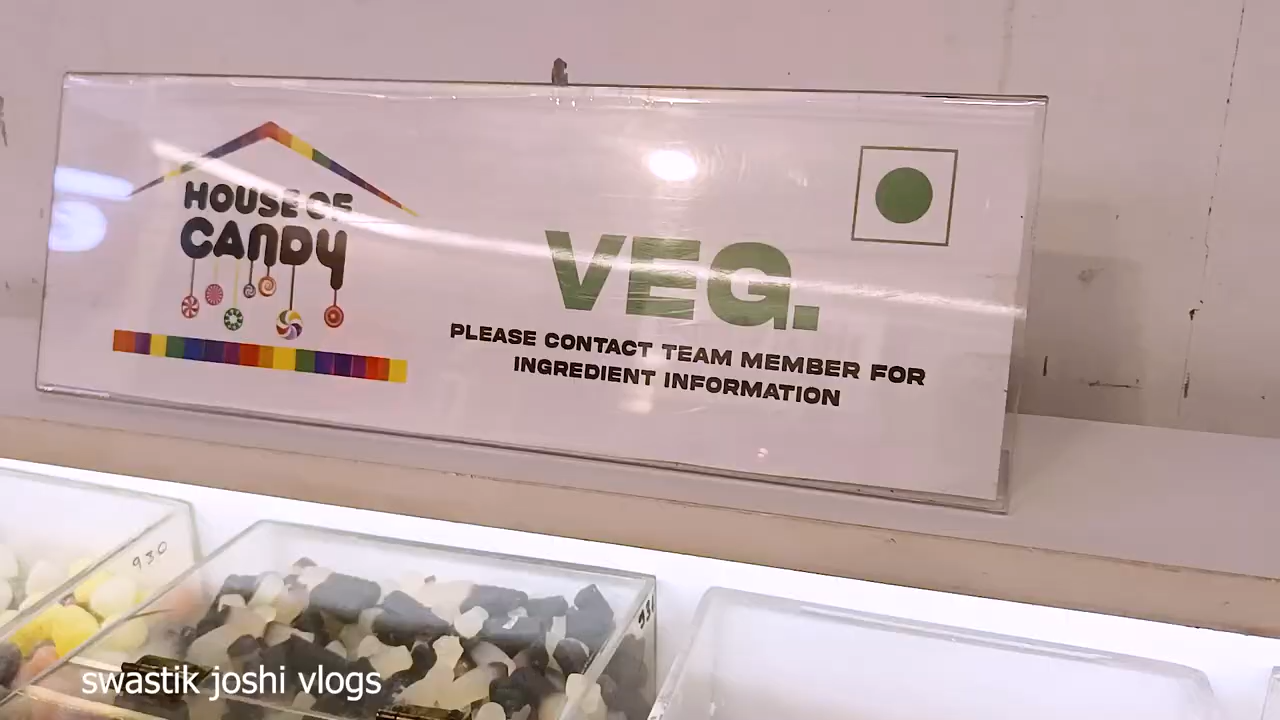 HOUSE OF
CANDY
VEG.
PLEASE CONTACT TEAM MEMBER FOR
INGREDIENT INFORMATION
930
swastik joshi vlogs